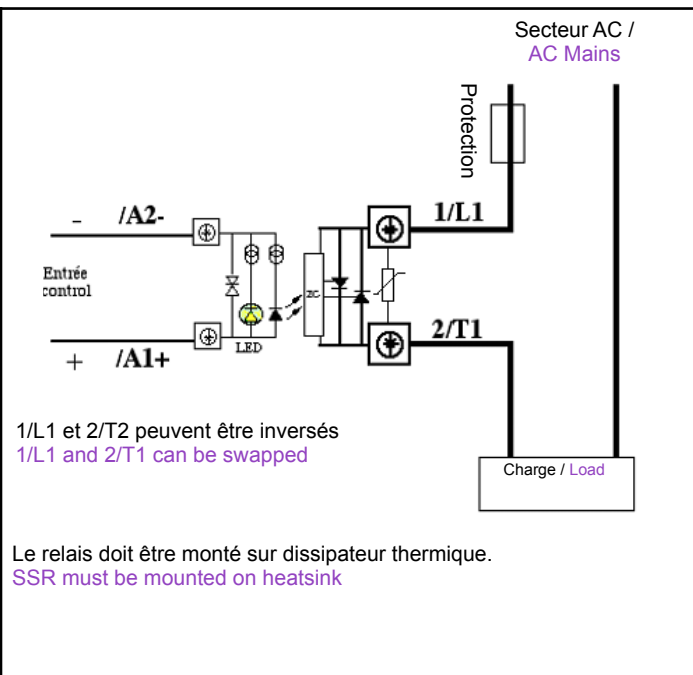 Secteur AC /
AC Mains
Protection
- /A2-
1/L1
Entrée
control
ZC
LED
2/T1
+ /A1+
1/L1 et 2/T2 peuvent être inversés
1/L1 and 2/T1 can be swapped
Charge / Load
Le relais doit être monté sur dissipateur thermique.
SSR must be mounted on heatsink